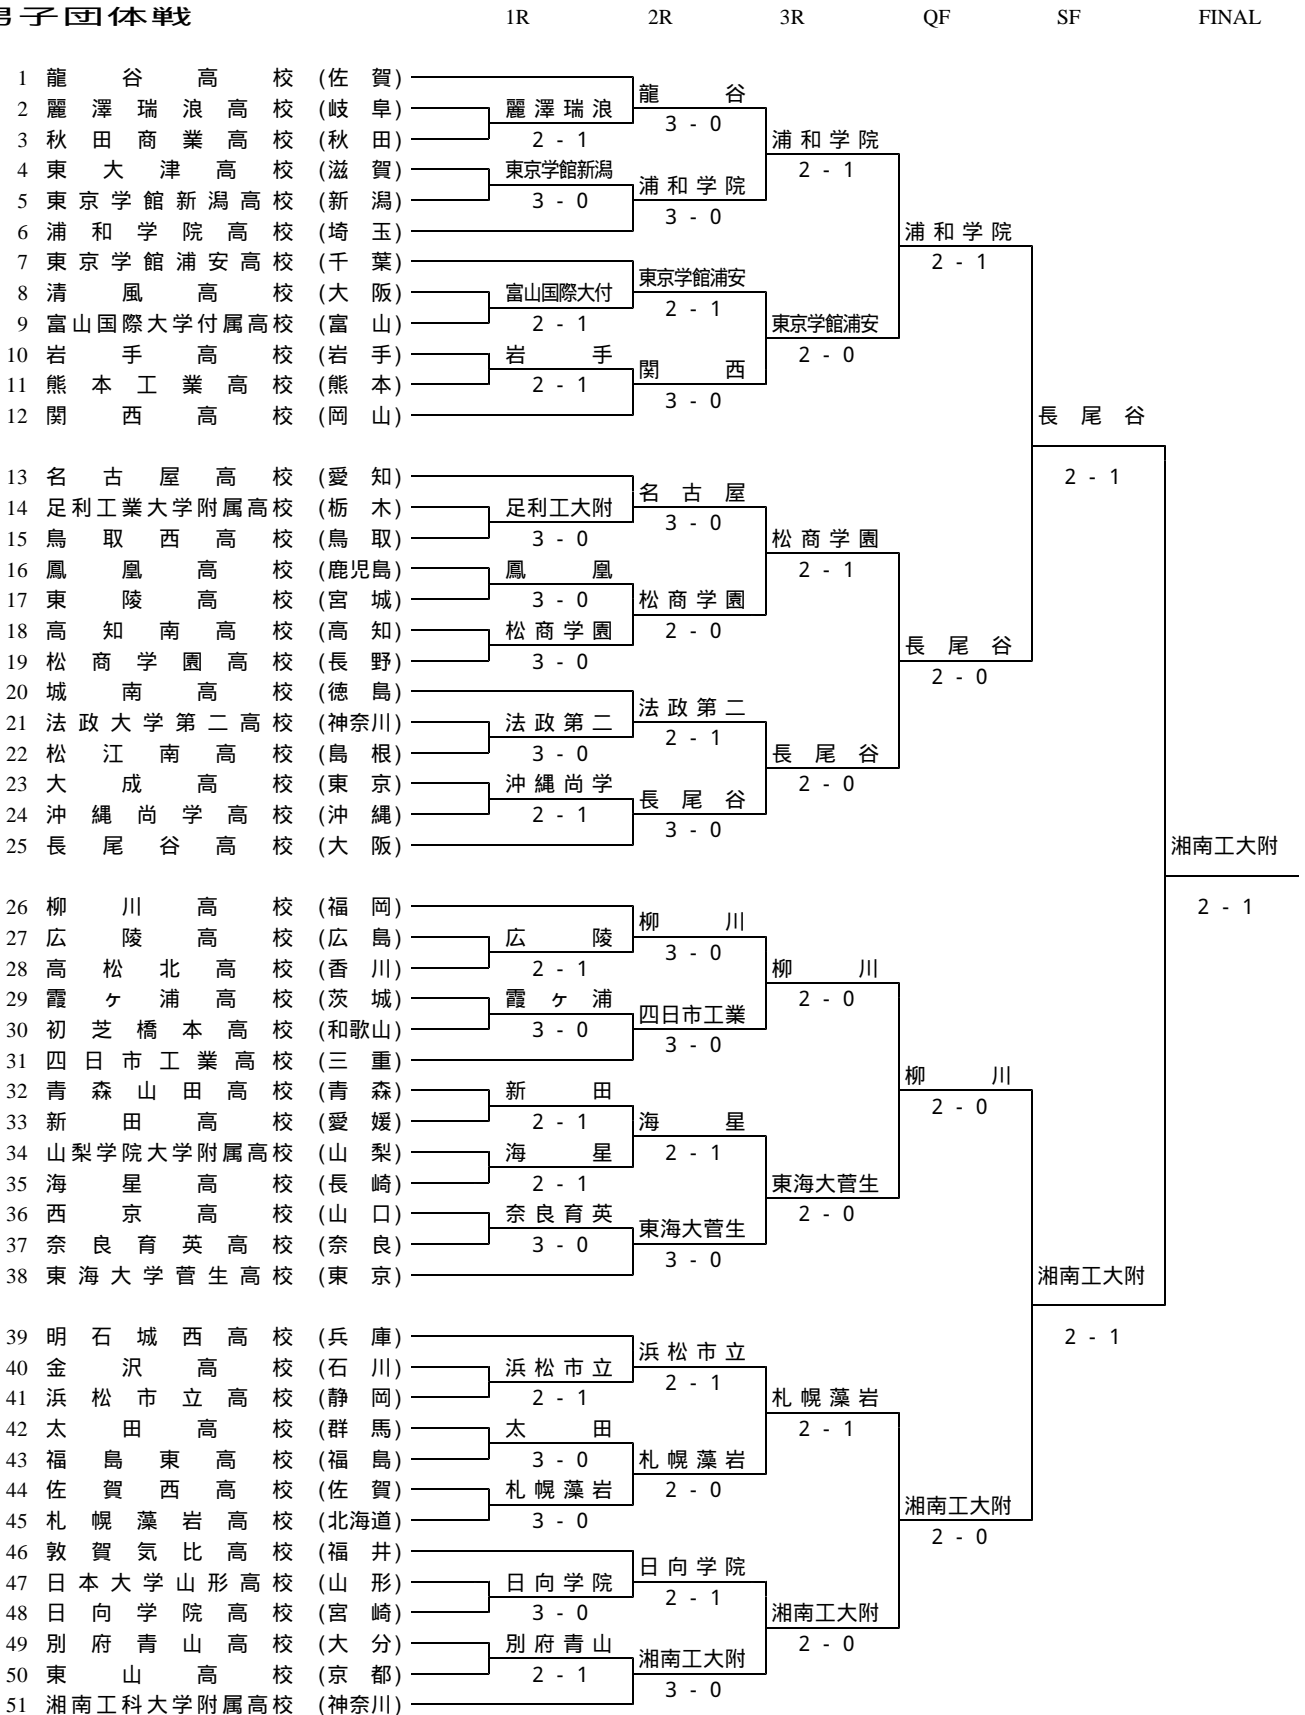 男子団体戦 1R 2R 3R QF SF FINAL
1 龍谷高校 (佐賀)
龍谷
2 麗澤瑞浪高校 (岐阜) 麗澤瑞浪
3 - 0
3 秋田商業高校 (秋田) 2 - 1 浦和学院
4 東大津高校 (滋賀) 東京学館新潟 2 - 1
浦和学院
5 東京学館新潟高校 (新潟) 3 - 0
3 - 0
6 浦和学院高校 (埼玉) 浦和学院
7 東京学館浦安高校 (千葉) 2 - 1
東京学館浦安
8 清風高校 (大阪) 富山国際大付
2 - 1
9 富山国際大学付属高校 (富山) 2 - 1 東京学館浦安
10 岩手高校 (岩手) 岩手 2 - 0
関西
11 熊本工業高校 (熊本) 2 - 1
3 - 0
12 関西高校 (岡山) 長尾谷
13 名古屋高校 (愛知) 2 - 1
名古屋
14 足利工業大学附属高校 (栃木) 足利工大附
3 - 0
15 鳥取西高校 (鳥取) 3 - 0 松商学園
16 鳳凰高校 (鹿児島) 鳳凰 2 - 1
17 東陵高校 (宮城) 3 - 0 松商学園
18 高知南高校 (高知) 松商学園 2 - 0
長尾谷
19 松商学園高校 (長野) 3 - 0
2 - 0
20 城南高校 (徳島)
法政第二
21 法政大学第二高校 (神奈川) 法政第二
2 - 1
22 松江南高校 (島根) 3 - 0 長尾谷
23 大成高校 (東京) 沖縄尚学 2 - 0
長尾谷
24 沖縄尚学高校 (沖縄) 2 - 1
3 - 0
25 長尾谷高校 (大阪) 湘南工大附
26 柳川高校 (福岡) 2 - 1
柳川
27 広陵高校 (広島) 広陵
3 - 0
28 高松北高校 (香川) 2 - 1 柳川
29 霞ヶ浦高校 (茨城) 霞ヶ浦 2 - 0
四日市工業
30 初芝橋本高校 (和歌山) 3 - 0
3 - 0
31 四日市工業高校 (三重)
柳川
32 青森山田高校 (青森) 新田
2 - 0
33 新田高校 (愛媛) 2 - 1 海星
34 山梨学院大学附属高校 (山梨) 海星 2 - 1
35 海星高校 (長崎) 2 - 1 東海大菅生
36 西京高校 (山口) 奈良育英 2 - 0
東海大菅生
37 奈良育英高校 (奈良) 3 - 0
3 - 0
38 東海大学菅生高校 (東京) 湘南工大附
39 明石城西高校 (兵庫) 2 - 1
浜松市立
40 金沢高校 (石川) 浜松市立
2 - 1
41 浜松市立高校 (静岡) 2 - 1 札幌藻岩
42 太田高校 (群馬) 太田 2 - 1
43 福島東高校 (福島) 3 - 0 札幌藻岩
44 佐賀西高校 (佐賀) 札幌藻岩 2 - 0
湘南工大附
45 札幌藻岩高校 (北海道) 3 - 0
2 - 0
46 敦賀気比高校 (福井)
日向学院
47 日本大学山形高校 (山形) 日向学院
2 - 1
48 日向学院高校 (宮崎) 3 - 0 湘南工大附
49 別府青山高校 (大分) 別府青山 2 - 0
湘南工大附
50 東山高校 (京都) 2 - 1
3 - 0
51 湘南工科大学附属高校 (神奈川)